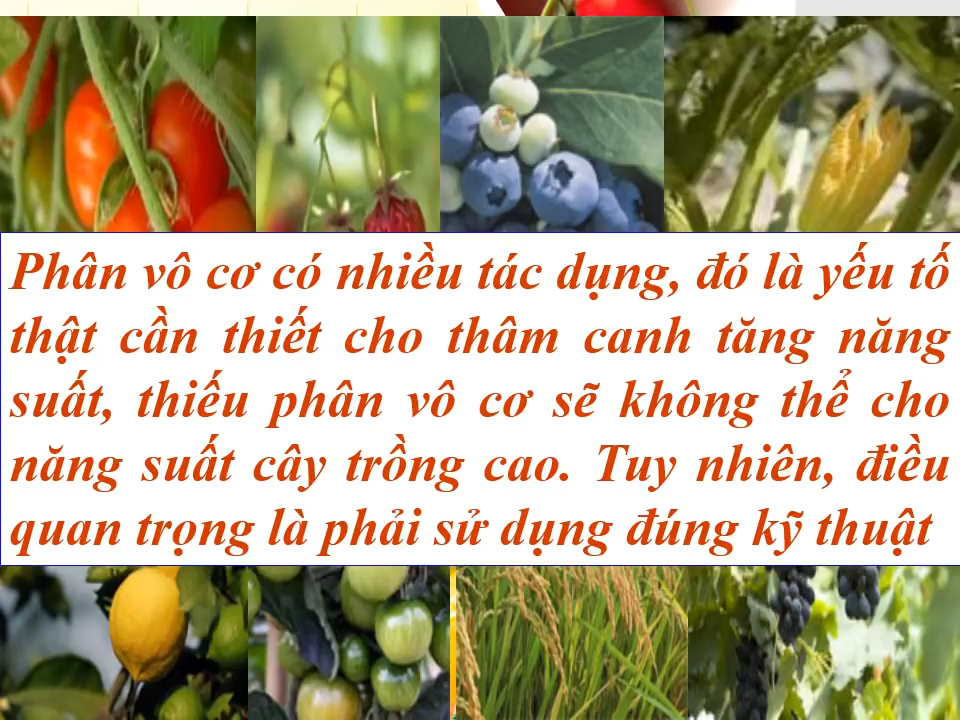 Phân vô cơ có nhiều tác dụng, đó là yếu tố
thật cần thiết cho thâm canh tăng năng
suất, thiếu phân vô cơ sẽ không thể cho
năng suất cây trồng cao. Tuy nhiên, điều
quan trọng là phải sử dụng đúng kỹ thuật